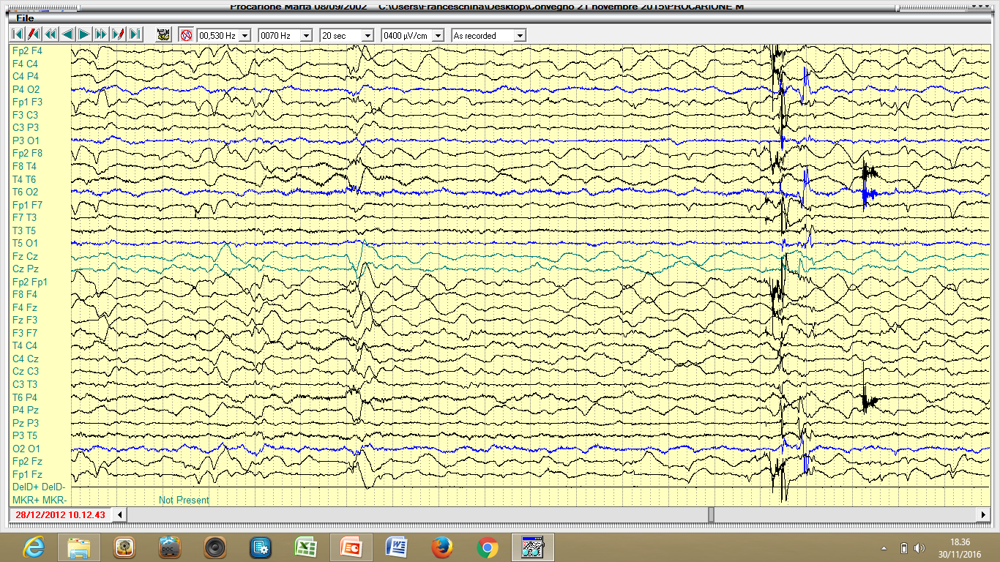 Procarione Marta 08/09/2002 C:\Users\Franceschina\Desktop\Convegno 21 novembre 2015\PROCARIONE M
File
00,530 Hz 0070 Hz 20 sec 0400 µV/cm As recorded
Fp2 F4
F4 C4
C4 P4
P4 O2
Fp1 F3
F3 C3
C3 P3
P3 O1
Fp2 F8
F8 T4
T4 T6
T6 O2
Fp1 F7
F7 T3
T3 T5
T5 O1
Fz Cz
Cz Pz
Fp2 Fp1
F8 F4
F4 Fz
Fz F3
F3 F7
T4 C4
C4 Cz
Cz C3
C3 T3
T6 P4
P4 Pz
Pz P3
P3 T5
O2 O1
Fp2 Fz
Fp1 Fz
DelD+ DelD-
MKR+ MKR- Not Present
28/12/2012 10.12.43
DOC
18.36
30/11/2016